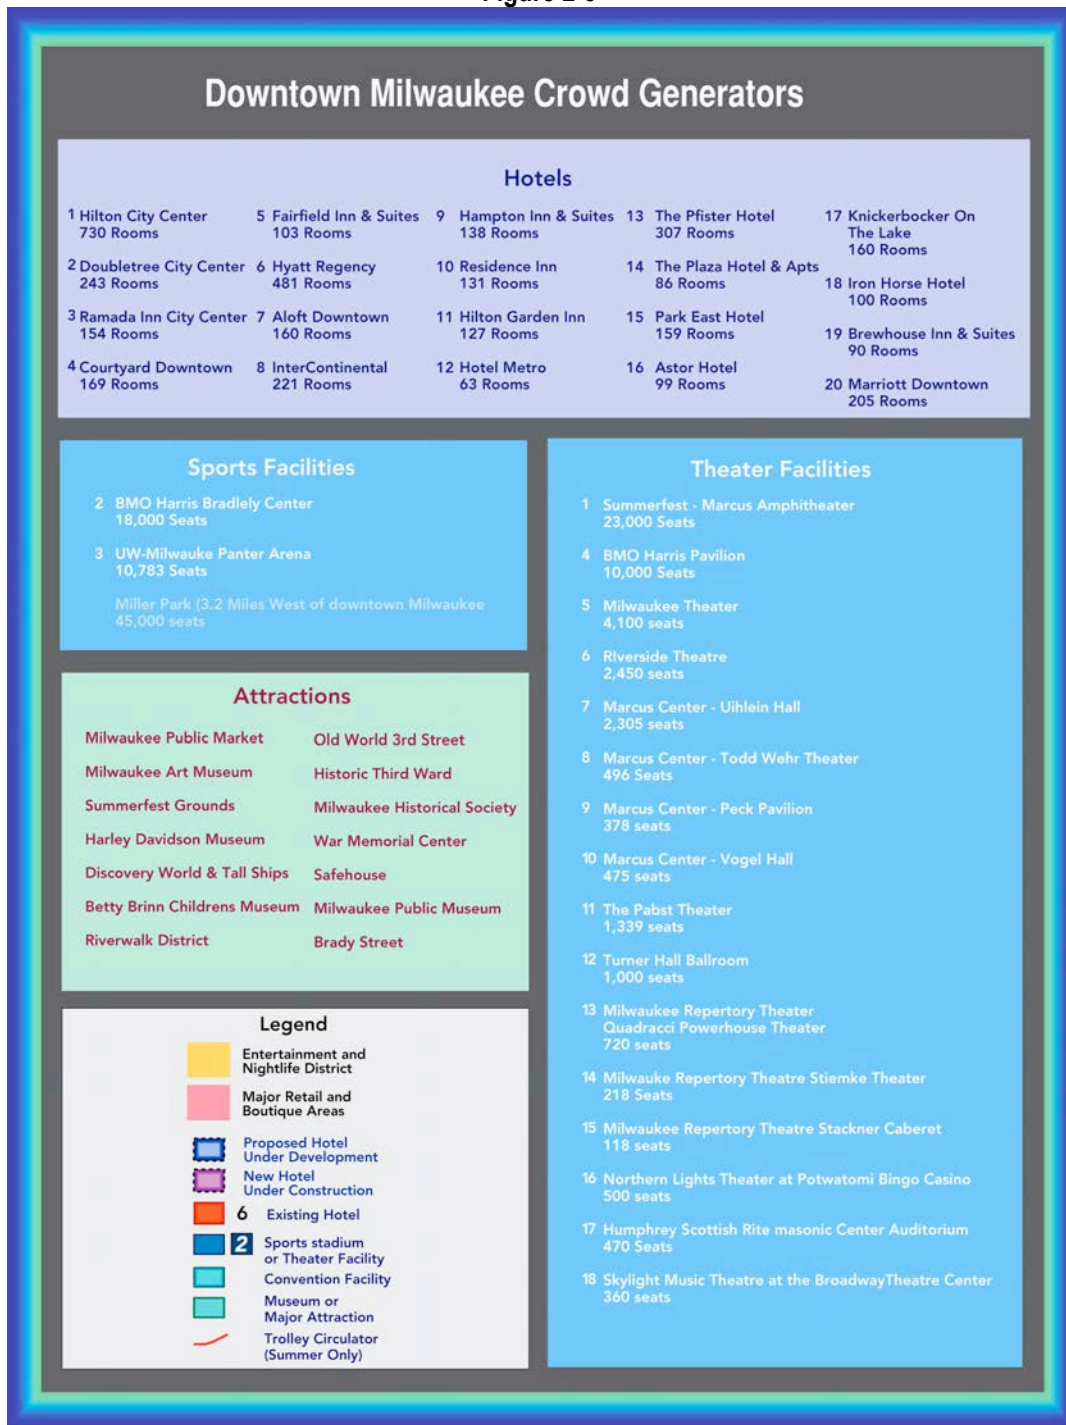 Downtown Milwaukee Crowd Generators
Hotels
1 Hilton City Center
730 Rooms
2 Doubletree City Center
243 Rooms
3 Ramada Inn City Center
154 Rooms
4 Courtyard Downtown
169 Rooms
5 Fairfield Inn & Suites
103 Rooms
6 Hyatt Regency
481 Rooms
7 Aloft Downtown
160 Rooms
8 InterContinental
221 Rooms
9 Hampton Inn & Suites
138 Rooms
10 Residence Inn
131 Rooms
11 Hilton Garden Inn
127 Rooms
12 Hotel Metro
63 Rooms
13 The Pfister Hotel
307 Rooms
14 The Plaza Hotel & Apts
86 Rooms
15 Park East Hotel
159 Rooms
16 Astor Hotel
99 Rooms
17 Knickerbocker On
The Lake
160 Rooms
18 Iron Horse Hotel
100 Rooms
19 Brewhouse Inn & Suites
90 Rooms
20 Marriott Downtown
205 Rooms
Sports Facilities
2 BMO Harris Bradlely Center
18,000 Seats
3 UW-Milwauke Panter Arena
10,783 Seats
Miller Park (3.2 Miles West of downtown Milwaukee
45,000 seats
Attractions
Milwaukee Public Market
Milwaukee Art Museum
Summerfest Grounds
Harley Davidson Museum
Discovery World & Tall Ships
Betty Brinn Childrens Museum
Riverwalk District
Old World 3rd Street
Historic Third Ward
Milwaukee Historical Society
War Memorial Center
Safehouse
Milwaukee Public Museum
Brady Street
Legend
Entertainment and
Nightlife District
Major Retail and
Boutique Areas
Proposed Hotel
Under Development
New Hotel
Under Construction
6 Existing Hotel
2 Sports stadium
or Theater Facility
Convention Facility
Museum or
Major Attraction
Trolley Circulator
(Summer Only)
Theater Facilities
1 Summerfest - Marcus Amphitheater
23,000 Seats
4 BMO Harris Pavilion
10,000 Seats
5 Milwaukee Theater
4,100 seats
6 RIverside Theatre
2,450 seats
7 Marcus Center - Uihlein Hall
2,305 seats
8 Marcus Center - Todd Wehr Theater
496 Seats
9 Marcus Center - Peck Pavilion
378 seats
10 Marcus Center - Vogel Hall
475 seats
11 The Pabst Theater
1,339 seats
12 Turner Hall Ballroom
1,000 seats
13 Milwaukee Repertory Theater
Quadracci Powerhouse Theater
720 seats
14 Milwauke Repertory Theatre Stiemke Theater
218 Seats
15 Milwaukee Repertory Theatre Stackner Caberet
118 seats
16 Northern Lights Theater at Potwatomi Bingo Casino
500 seats
17 Humphrey Scottish Rite masonic Center Auditorium
470 Seats
18 Skylight Music Theatre at the BroadwayTheatre Center
360 seats